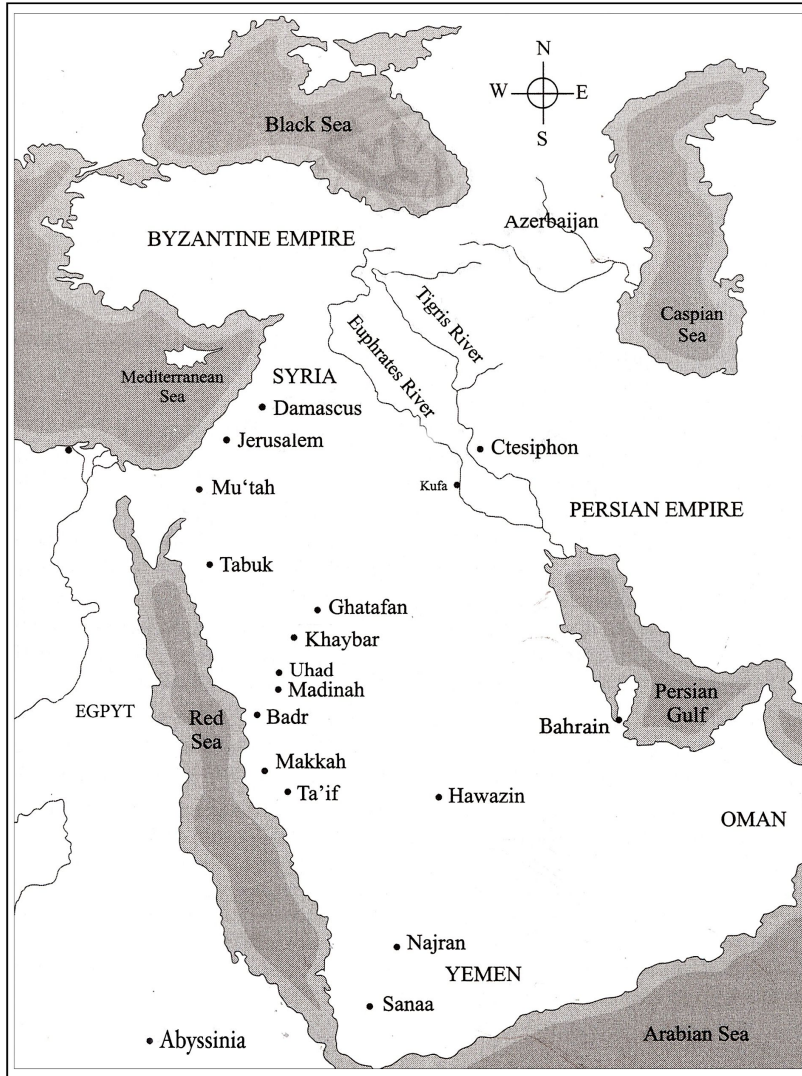 N
W
E
S
Black Sea
Azerbaijan
BYZANTINE EMPIRE
Tigris River
Caspian
Sea
Euphrates River
Mediterranean
Sea
SYRIA
Damascus
Jerusalem
Ctesiphon
Mu‘tah
Kufa
PERSIAN EMPIRE
Tabuk
Ghatafan
Khaybar
Uhad
Madinah
EGPYT
Red
Sea
Badr
Persian
Gulf
Bahrain
Makkah
Ta’if
Hawazin
OMAN
Najran
YEMEN
Sanaa
Abyssinia
Arabian Sea